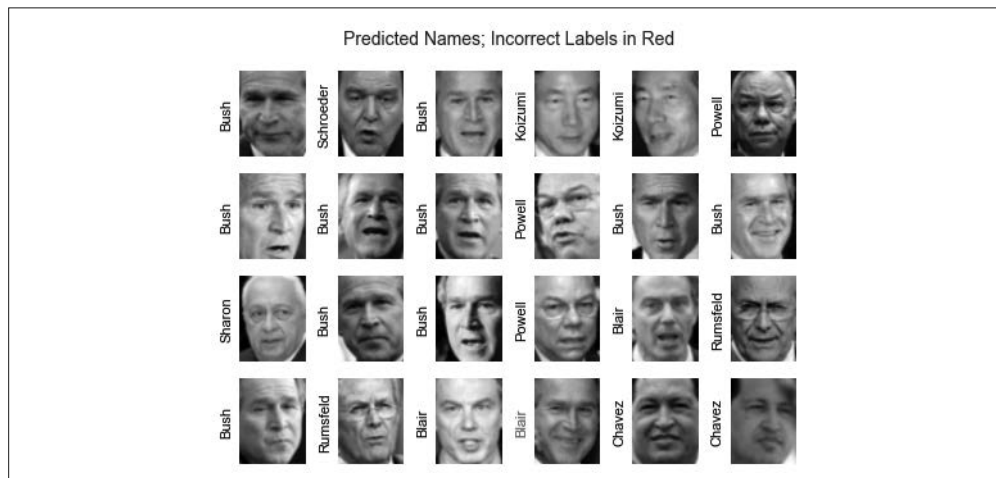 Predicted Names; Incorrect Labels in Red
Bush
Schroeder
Bush
Koizumi
Koizumi
Powell
Bush
Bush
Bush
Powell
Bush
Bush
Sharon
Bush
Bush
Powell
Blair
Rumsfeld
Bush
Rumsfeld
Blair
Blair
Chavez
Chavez